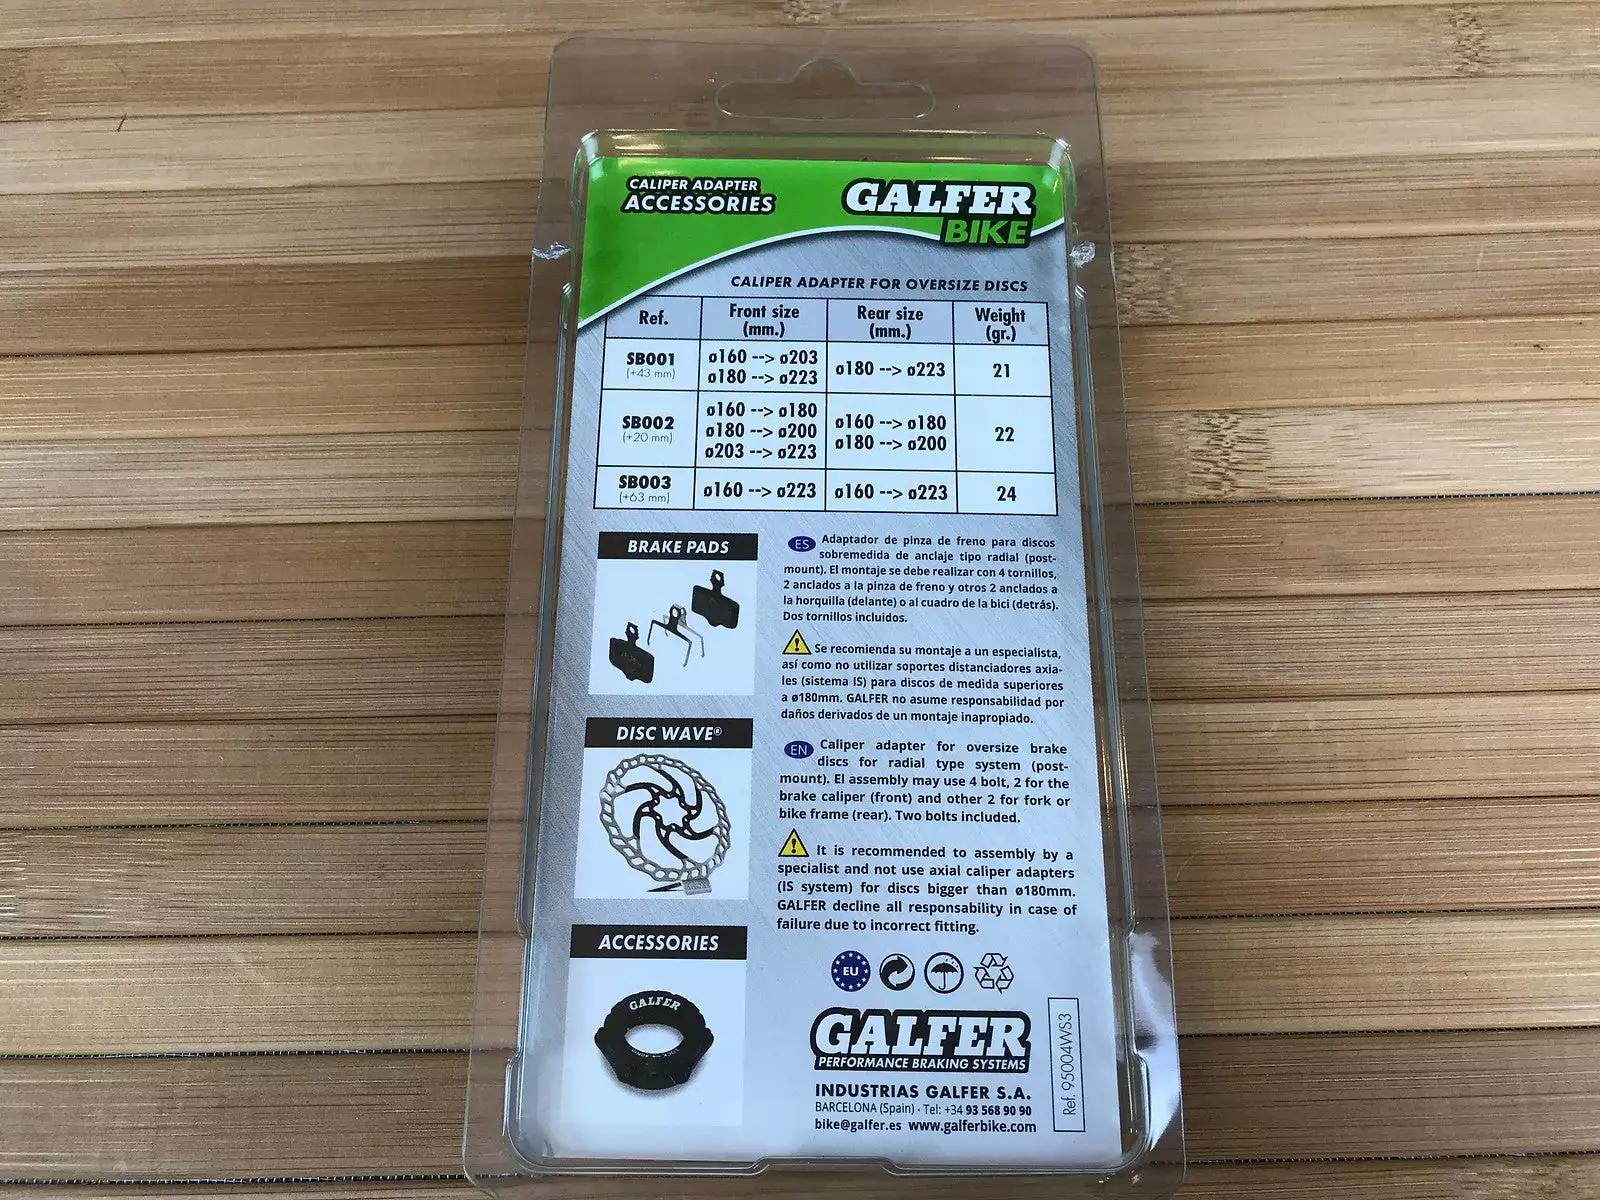 CALIPER ADAPTER
ACCESSORIES
GALFER
BIKE
CALIPER ADAPTER FOR OVERSIZE DISCS
Ref. Front size (mm.) Rear size (mm.) Weight (gr.)
SB001 (+43 mm) ø160 --> ø203 ø180 --> ø223 ø180 --> ø223 21
SB002 (+20 mm) ø160 --> ø180 ø180 --> ø200 ø203 --> ø223 ø160 --> ø180 ø180 --> ø200 22
SB003 (+63 mm) ø160 --> ø223 ø160 --> ø223 24
BRAKE PADS
DISC WAVE®
ACCESSORIES
GALFER
ES Adaptador de pinza de freno para discos
sobremedida de anclaje tipo radial (post-
mount). El montaje se debe realizar con 4 tornillos,
2 anclados a la pinza de freno y otros 2 anclados a
la horquilla (delante) o al cuadro de la bici (detrás).
Dos tornillos incluidos.
Se recomienda su montaje a un especialista,
así como no utilizar soportes distanciadores axia-
les (sistema IS) para discos de medida superiores
a ø180mm. GALFER no asume responsabilidad por
daños derivados de un montaje inapropiado.
EN Caliper adapter for oversize brake
discs for radial type system (post-
mount). El assembly may use 4 bolt, 2 for the
brake caliper (front) and other 2 for fork or
bike frame (rear). Two bolts included.
It is recommended to assembly by a
specialist and not use axial caliper adapters
(IS system) for discs bigger than ø180mm.
GALFER decline all responsability in case of
failure due to incorrect fitting.
EU
GALFER
PERFORMANCE BRAKING SYSTEMS
INDUSTRIAS GALFER S.A.
BARCELONA (Spain) · Tel: +34 93 568 90 90
bike@galfer.es www.galferbike.com
Ref. 95004WS3